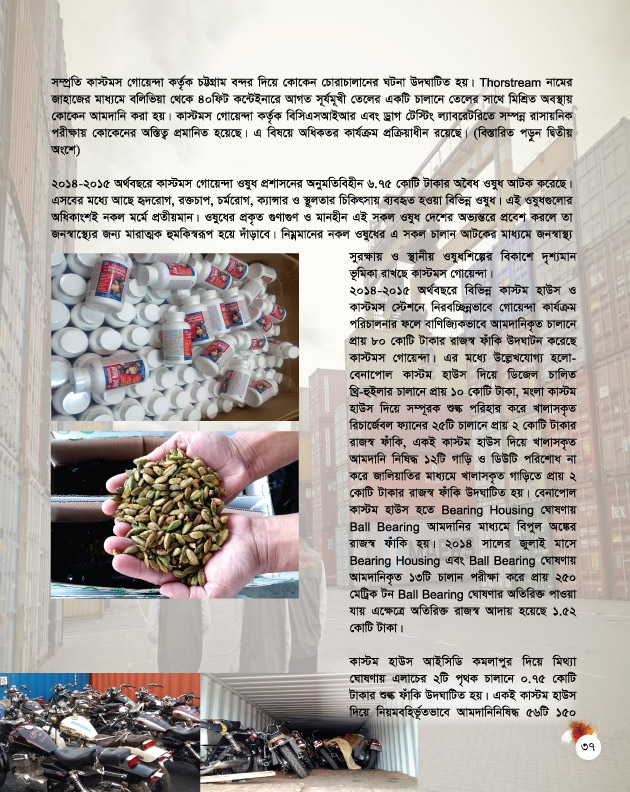 সম্প্রতি কাস্টমস গোয়েন্দা কর্তৃক চট্টগ্রাম বন্দর দিয়ে কোকেন চোরাচালানের ঘটনা উদঘাটিত হয়। Thorstream নামের
জাহাজের মাধ্যমে বলিভিয়া থেকে ৪০ফিট কন্টেইনারে আগত সূর্যমূখী তেলের একটি চালানে তেলের সাথে মিশ্রিত অবস্থায়
কোকেন আমদানি করা হয়। কাস্টমস গোয়েন্দা কর্তৃক বিসিএসআইআর এবং ড্রাগ টেস্টিং ল্যাবরেটরিতে সম্পন্ন রাসায়নিক
পরীক্ষায় কোকেনের অস্তিত্ব প্রমানিত হয়েছে। এ বিষয়ে অধিকতর কার্যক্রম প্রক্রিয়াধীন রয়েছে। (বিস্তারিত পড়ুন দ্বিতীয়
অংশে)
২০১৪-২০১৫ অর্থবছরে কাস্টমস গোয়েন্দা ওষুধ প্রশাসনের অনুমতিবিহীন ৬.৭৫ কোটি টাকার অবৈধ ওষুধ আটক করেছে।
এসবের মধ্যে আছে হৃদরোগ, রক্তচাপ, চর্মরোগ, ক্যান্সার ও স্থুলতার চিকিৎসায় ব্যবহৃত হওয়া বিভিন্ন ওষুধ। এই ওষুধগুলোর
অধিকাংশই নকল মর্মে প্রতীয়মান। ওষুধের প্রকৃত গুণাগুণ ও মানহীন এই সকল ওষুধ দেশের অভ্যন্তরে প্রবেশ করলে তা
জনস্বাস্থ্যের জন্য মারাত্মক হুমকিস্বরূপ হয়ে দাঁড়াবে। নিম্নমানের নকল ওষুধের এ সকল চালান আটকের মাধ্যমে জনস্বাস্থ্য
সুরক্ষায় ও স্থানীয় ওষুধশিল্পের বিকাশে দৃশ্যমান
ভূমিকা রাখছে কাস্টমস গোয়েন্দা।
২০১৪-২০১৫ অর্থবছরে বিভিন্ন কাস্টম হাউস ও
কাস্টমস স্টেশনে নিরবচ্ছিন্নভাবে গোয়েন্দা কার্যক্রম
পরিচালনার ফলে বাণিজ্যিকভাবে আমদানিকৃত চালানে
প্রায় ৮০ কোটি টাকার রাজস্ব ফাঁকি উদঘাটন করেছে
কাস্টমস গোয়েন্দা। এর মধ্যে উল্লেখযোগ্য হলো-
বেনাপোল কাস্টম হাউস দিয়ে ডিজেল চালিত
থ্রি-হুইলার চালানে প্রায় ১০ কোটি টাকা, মংলা কাস্টম
হাউস দিয়ে সম্পূরক শুল্ক পরিহার করে খালাসকৃত
রিচার্জেবল ফ্যানের ২৫টি চালানে প্রায় ২ কোটি টাকার
রাজস্ব ফাঁকি, একই কাস্টম হাউস দিয়ে খালাসকৃত
আমদানি নিষিদ্ধ ১২টি গাড়ি ও ডিউটি পরিশোধ না
করে জালিয়াতির মাধ্যমে খালাসকৃত গাড়িতে প্রায় ২
কোটি টাকার রাজস্ব ফাঁকি উদঘাটিত হয়। বেনাপোল
কাস্টম হাউস হতে Bearing Housing ঘোষণায়
Ball Bearing আমদানির মাধ্যমে বিপুল অঙ্কের
রাজস্ব ফাঁকি হয়। ২০১৪ সালের জুলাই মাসে
Bearing Housing এবং Ball Bearing ঘোষণায়
আমদানিকৃত ১৩টি চালান পরীক্ষা করে প্রায় ২৫০
মেট্রিক টন Ball Bearing ঘোষণার অতিরিক্ত পাওয়া
যায় এক্ষেত্রে অতিরিক্ত রাজস্ব আদায় হয়েছে ১.৫২
কোটি টাকা।
কাস্টম হাউস আইসিডি কমলাপুর দিয়ে মিথ্যা
ঘোষণায় এলাচের ২টি পৃথক চালানে ০.৭৫ কোটি
টাকার শুল্ক ফাঁকি উদঘাটিত হয়। একই কাস্টম হাউস
দিয়ে নিয়মবহির্ভূতভাবে আমদানিনিষিদ্ধ ৫৬টি ১৫০
৩৭